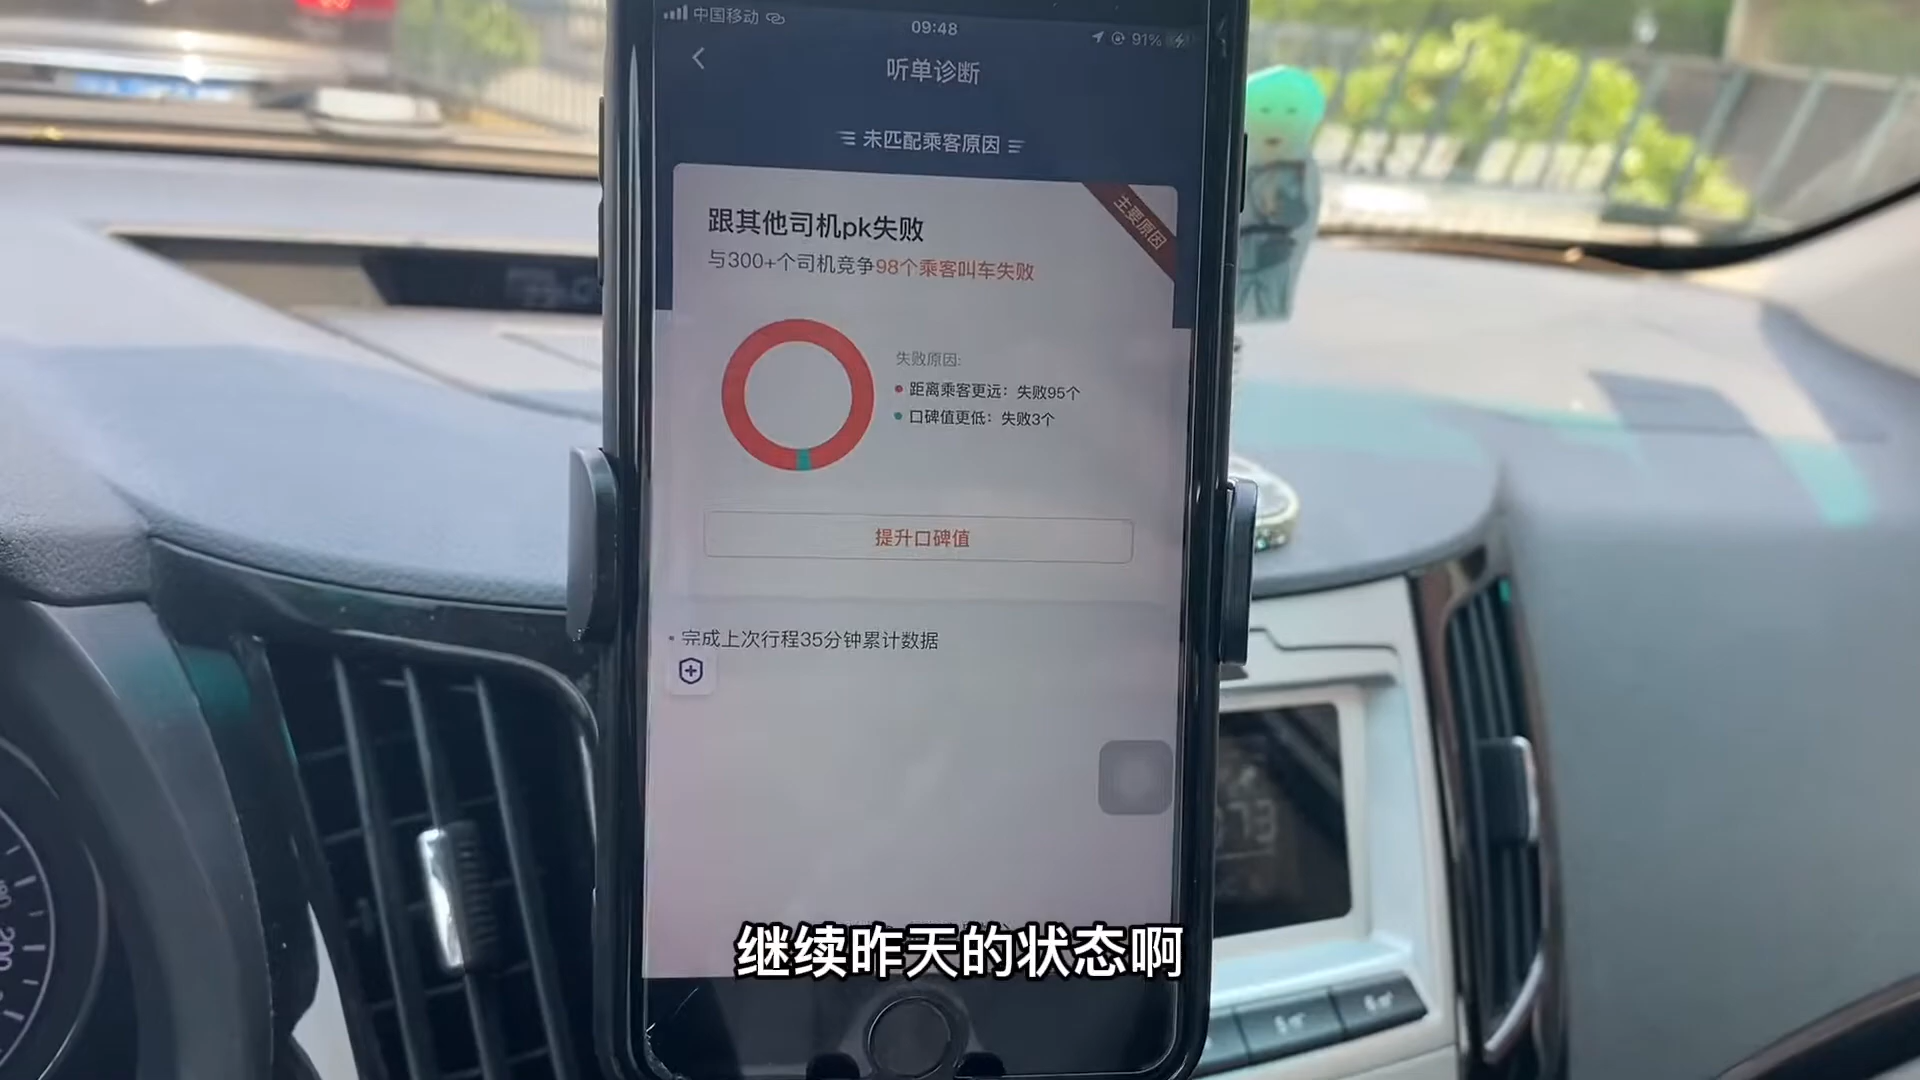 中国移动
09:48
91%
听单诊断
未匹配乘客原因
主要原因
跟其他司机pk失败
与300+个司机竞争98个乘客叫车失败
失败原因:
距离乘客更远：失败95个
口碑值更低：失败3个
提升口碑值
完成上次行程35分钟累计数据
继续昨天的状态啊
200